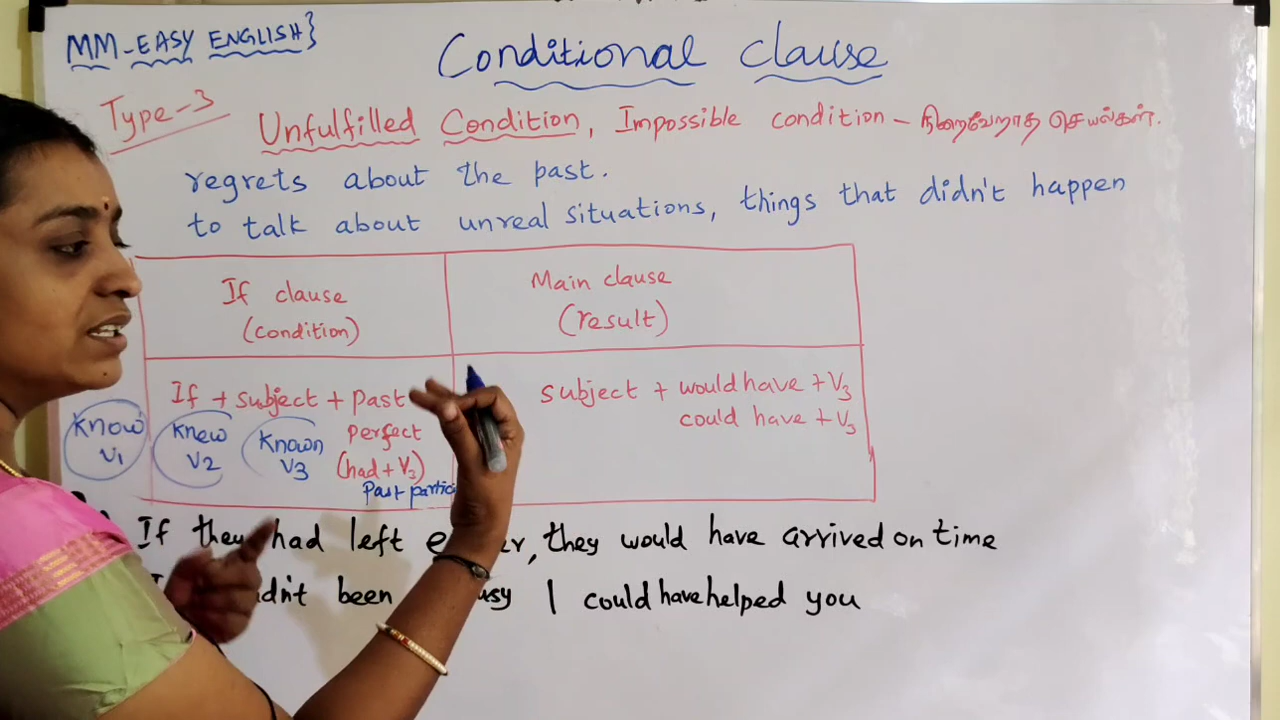 MM-EASY ENGLISH}
Conditional clause
Type-3
Unfulfilled Condition, Impossible condition - நிறைவேறாத செயல்கள்.
regrets about the past.
to talk about unreal situations, things that didn't happen
If clause
(condition)
Main clause
(result)
If + subject + past
perfect
(had + V3)
Past partici
know
V1
knew
V2
known
V3
subject + would have + V3
could have + V3
If they had left er, they would have arrived on time
dn't been usy I could have helped you